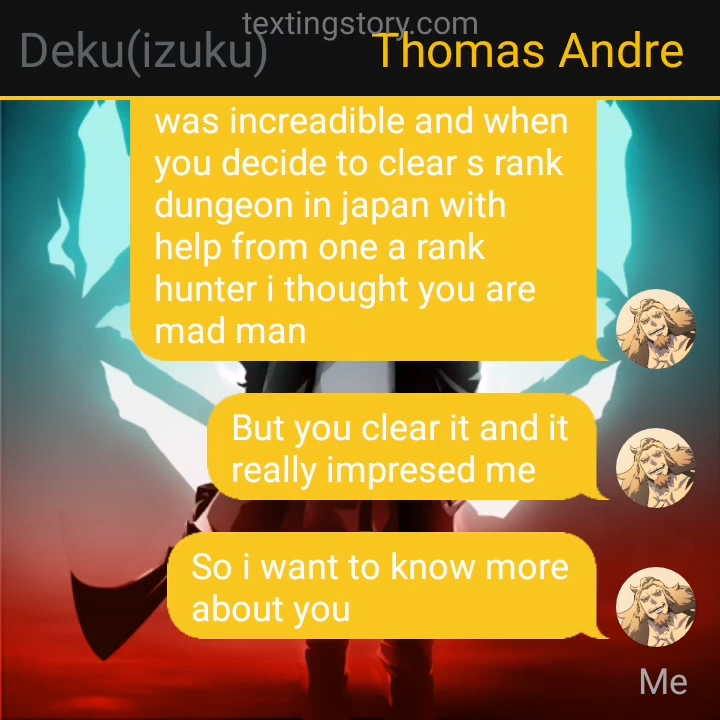 textingstory.com
Deku(izuku) Thomas Andre
was increadible and when
you decide to clear s rank
dungeon in japan with
help from one a rank
hunter i thought you are
mad man
But you clear it and it
really impresed me
So i want to know more
about you
Me